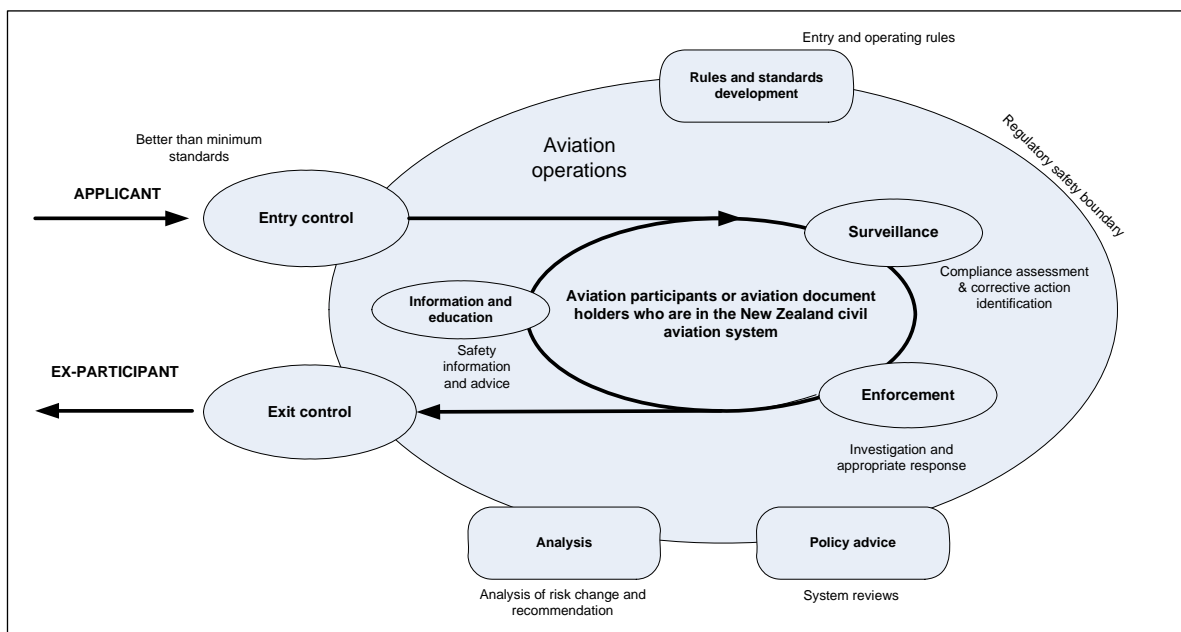 Entry and operating rules
Rules and standards
development
Regulatory safety boundary
Better than minimum
standards
Aviation
operations
APPLICANT
Entry control
Surveillance
Compliance assessment
& corrective action
identification
Information and
education
Aviation participants or aviation document
holders who are in the New Zealand civil
aviation system
Safety
information
and advice
EX-PARTICIPANT
Exit control
Enforcement
Investigation and
appropriate response
Analysis
Policy advice
Analysis of risk change and
recommendation
System reviews